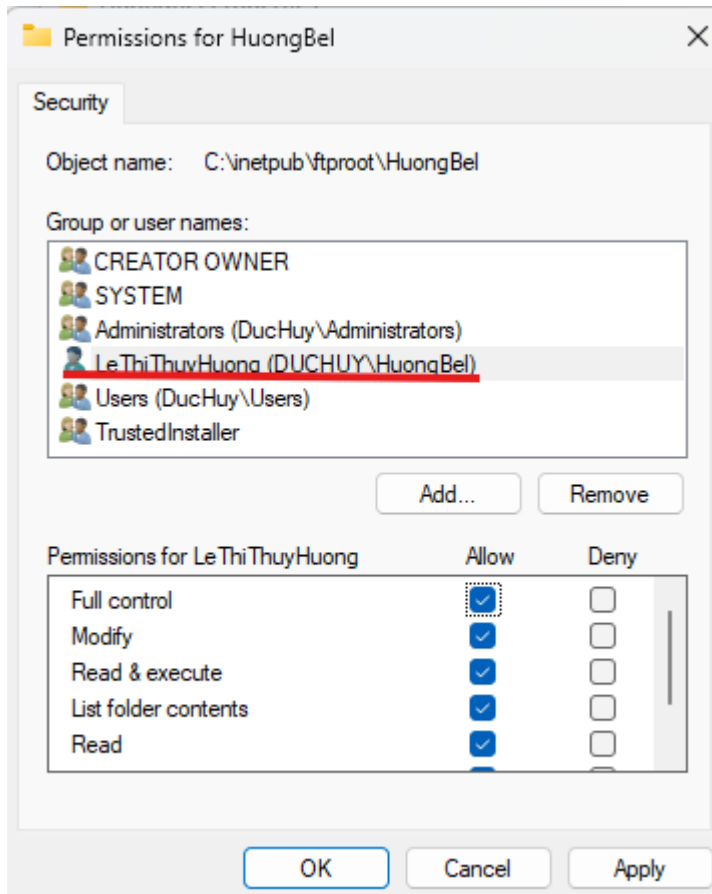 Permissions for HuongBel
Security
Object name: C:\inetpub\ftproot\HuongBel
Group or user names:
CREATOR OWNER
SYSTEM
Administrators (DucHuy\Administrators)
LeThiThuyHuong (DUCHUY\HuongBel)
Users (DucHuy\Users)
TrustedInstaller
Add... Remove
Permissions for LeThiThuyHuong Allow Deny
Full control
Modify
Read & execute
List folder contents
Read
OK Cancel Apply